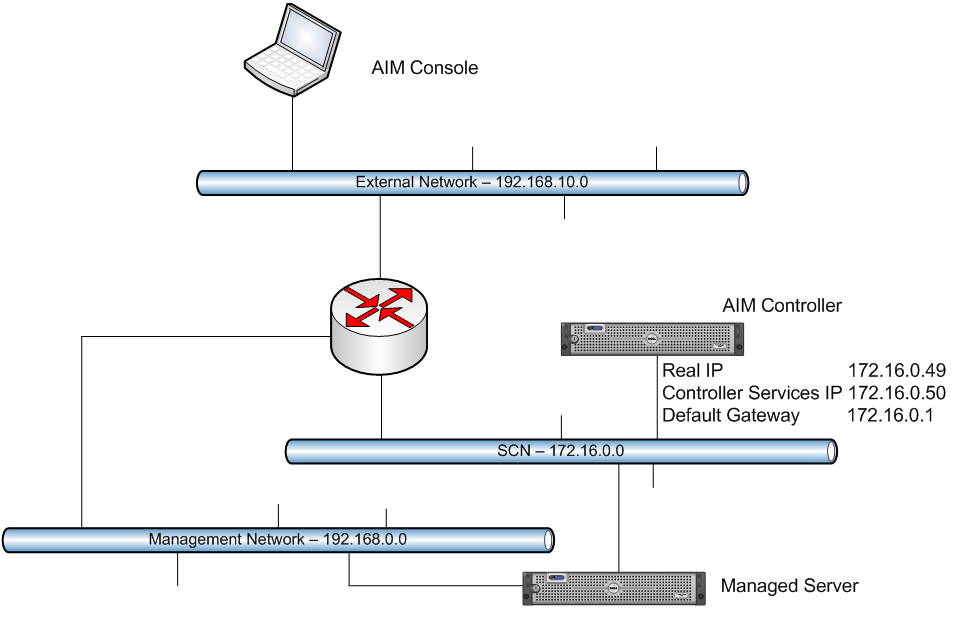 AIM Console
External Network – 192.168.10.0
AIM Controller
Real IP 172.16.0.49
Controller Services IP 172.16.0.50
Default Gateway 172.16.0.1
SCN – 172.16.0.0
Management Network – 192.168.0.0
Managed Server